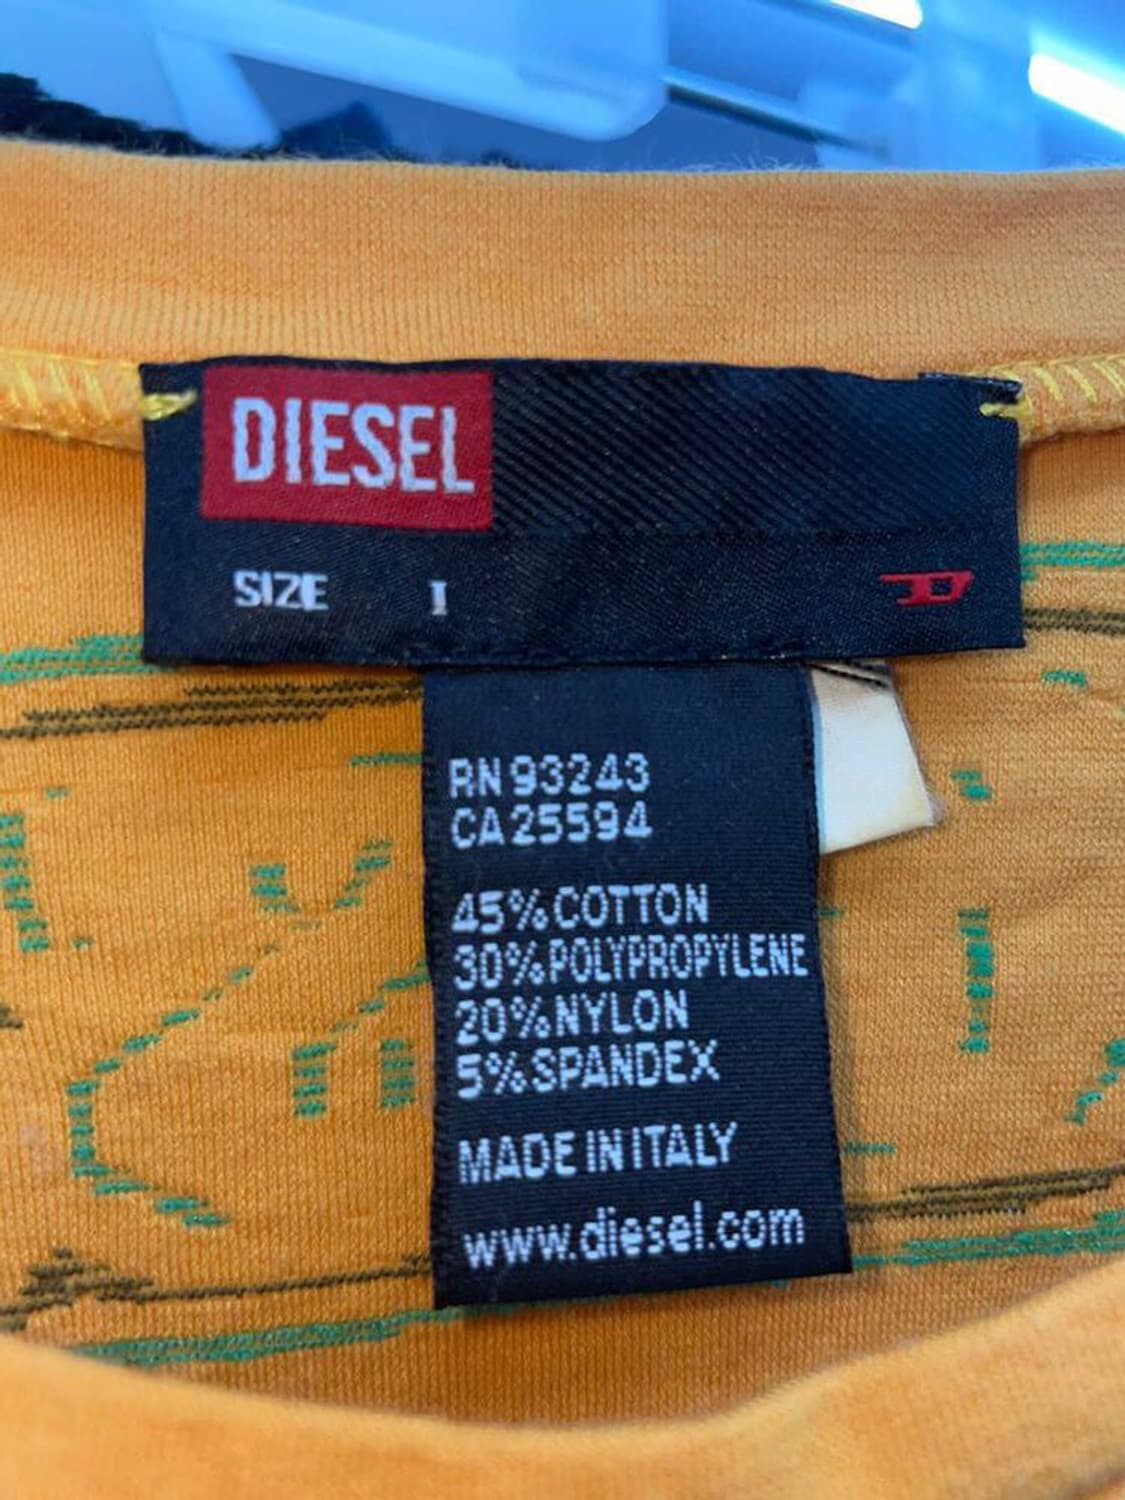 DIESEL
SIZE I
RN 93243
CA 25594
45% COTTON
30% POLYPROPYLENE
20% NYLON
5% SPANDEX
MADE IN ITALY
www.diesel.com